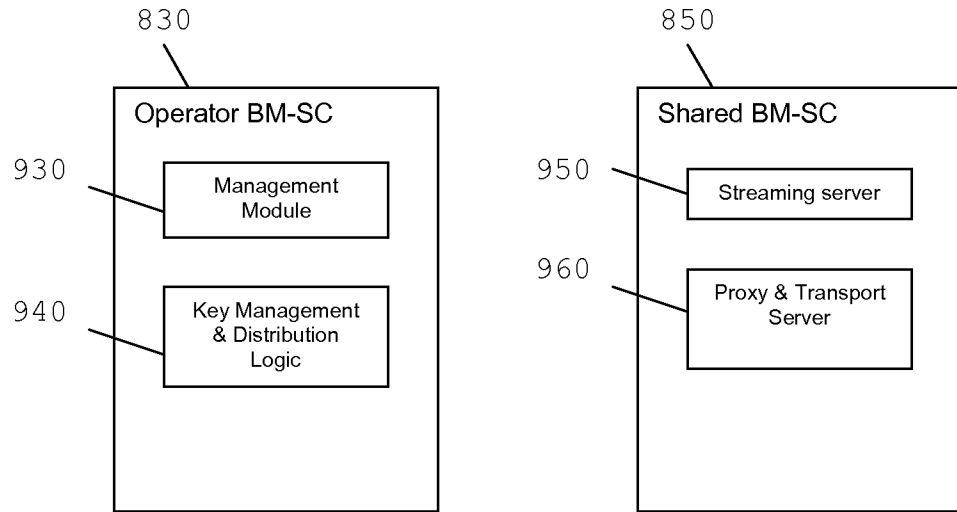 830
850
Operator BM-SC
Shared BM-SC
930
Management
Module
950
Streaming server
940
Key Management
& Distribution
Logic
960
Proxy & Transport
Server